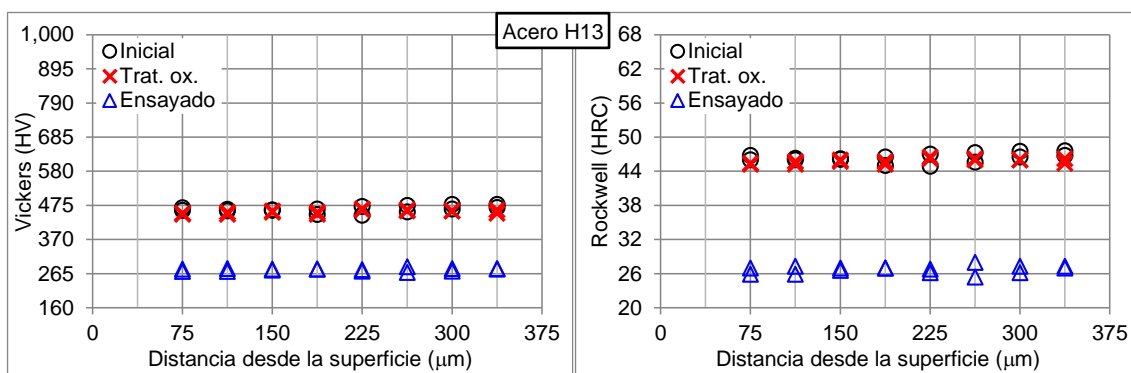 Acero H13
Vickers (HV)
1,000
895
790
685
580
475
370
265
160
Inicial
Trat. ox.
Ensayado
0 75 150 225 300 375
Distancia desde la superficie (μm)
Rockwell (HRC)
68
62
56
50
44
38
32
26
20
Inicial
Trat. ox.
Ensayado
0 75 150 225 300 375
Distancia desde la superficie (μm)